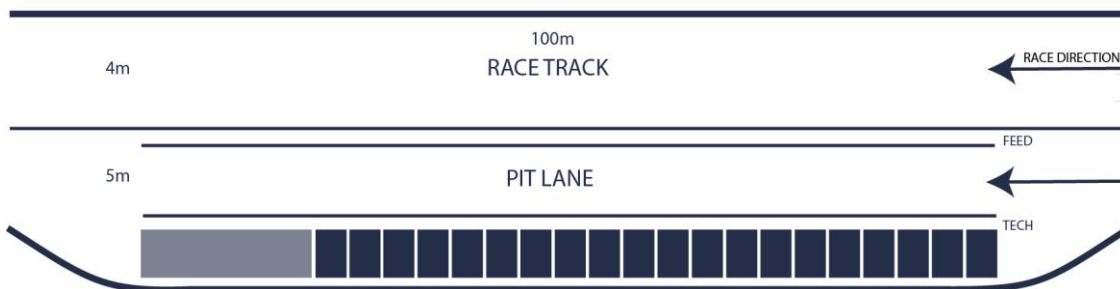 100m
4m
RACE TRACK
RACE DIRECTION
FEED
5m
PIT LANE
TECH